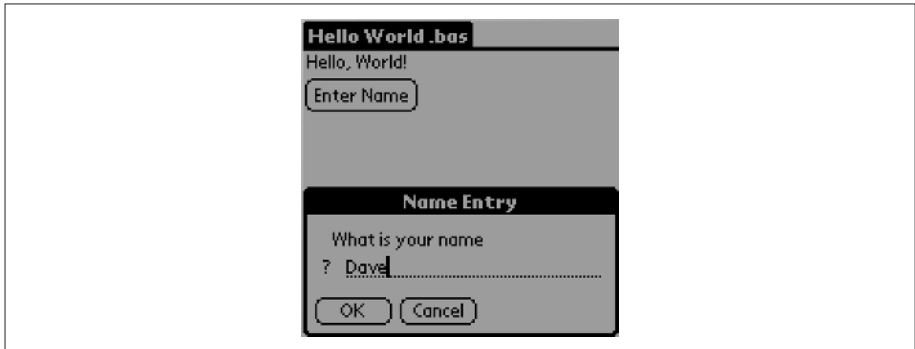 Hello World .bas
Hello, World!
Enter Name
Name Entry
What is your name
? Dave
OK Cancel